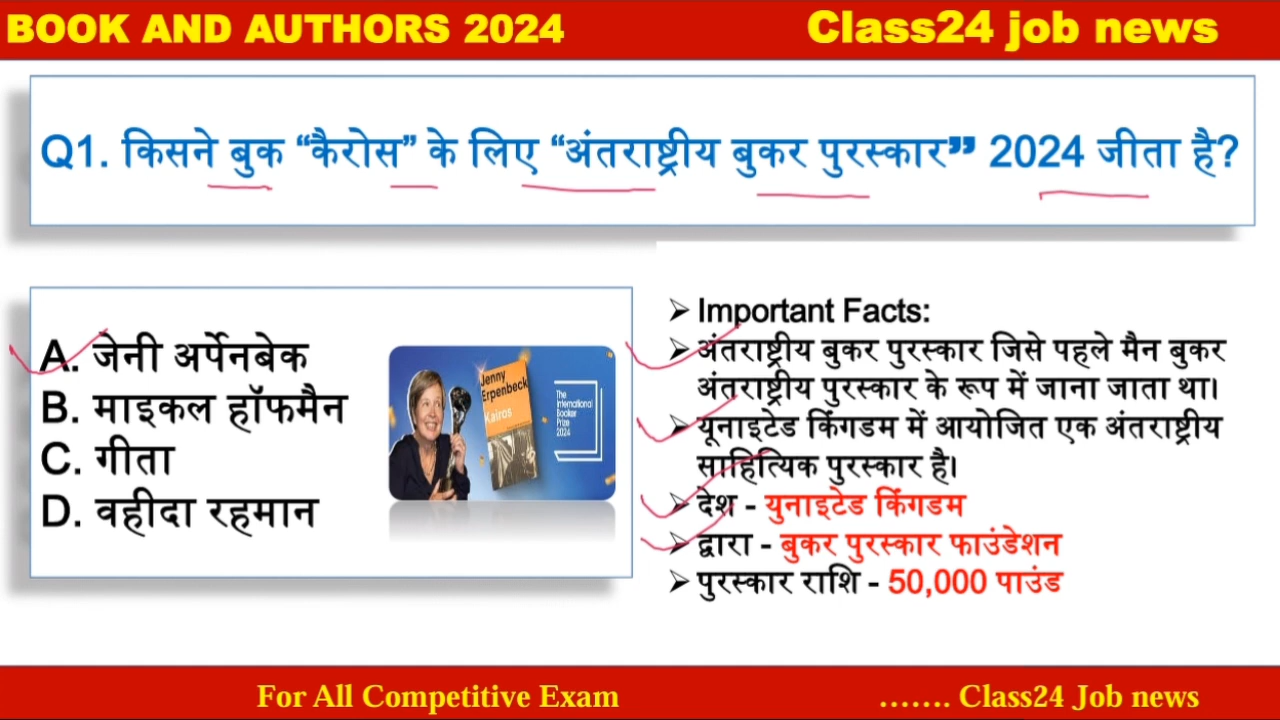 BOOK AND AUTHORS 2024
Class24 job news
Q1. किसने बुक “कैरोस” के लिए “अंतराष्ट्रीय बुकर पुरस्कार” 2024 जीता है?
A. जेनी अर्पेनबेक
B. माइकल हॉफमैन
C. गीता
D. वहीदा रहमान
Jenny
Erpenbeck
Kairos
The
International
Booker
Prize
2024
➢ Important Facts:
➢ अंतराष्ट्रीय बुकर पुरस्कार जिसे पहले मैन बुकर
अंतराष्ट्रीय पुरस्कार के रूप में जाना जाता था।
➢ यूनाइटेड किंगडम में आयोजित एक अंतराष्ट्रीय
साहित्यिक पुरस्कार है।
➢ देश - युनाइटेड किंगडम
➢ द्वारा - बुकर पुरस्कार फाउंडेशन
➢ पुरस्कार राशि - 50,000 पाउंड
For All Competitive Exam
....... Class24 Job news